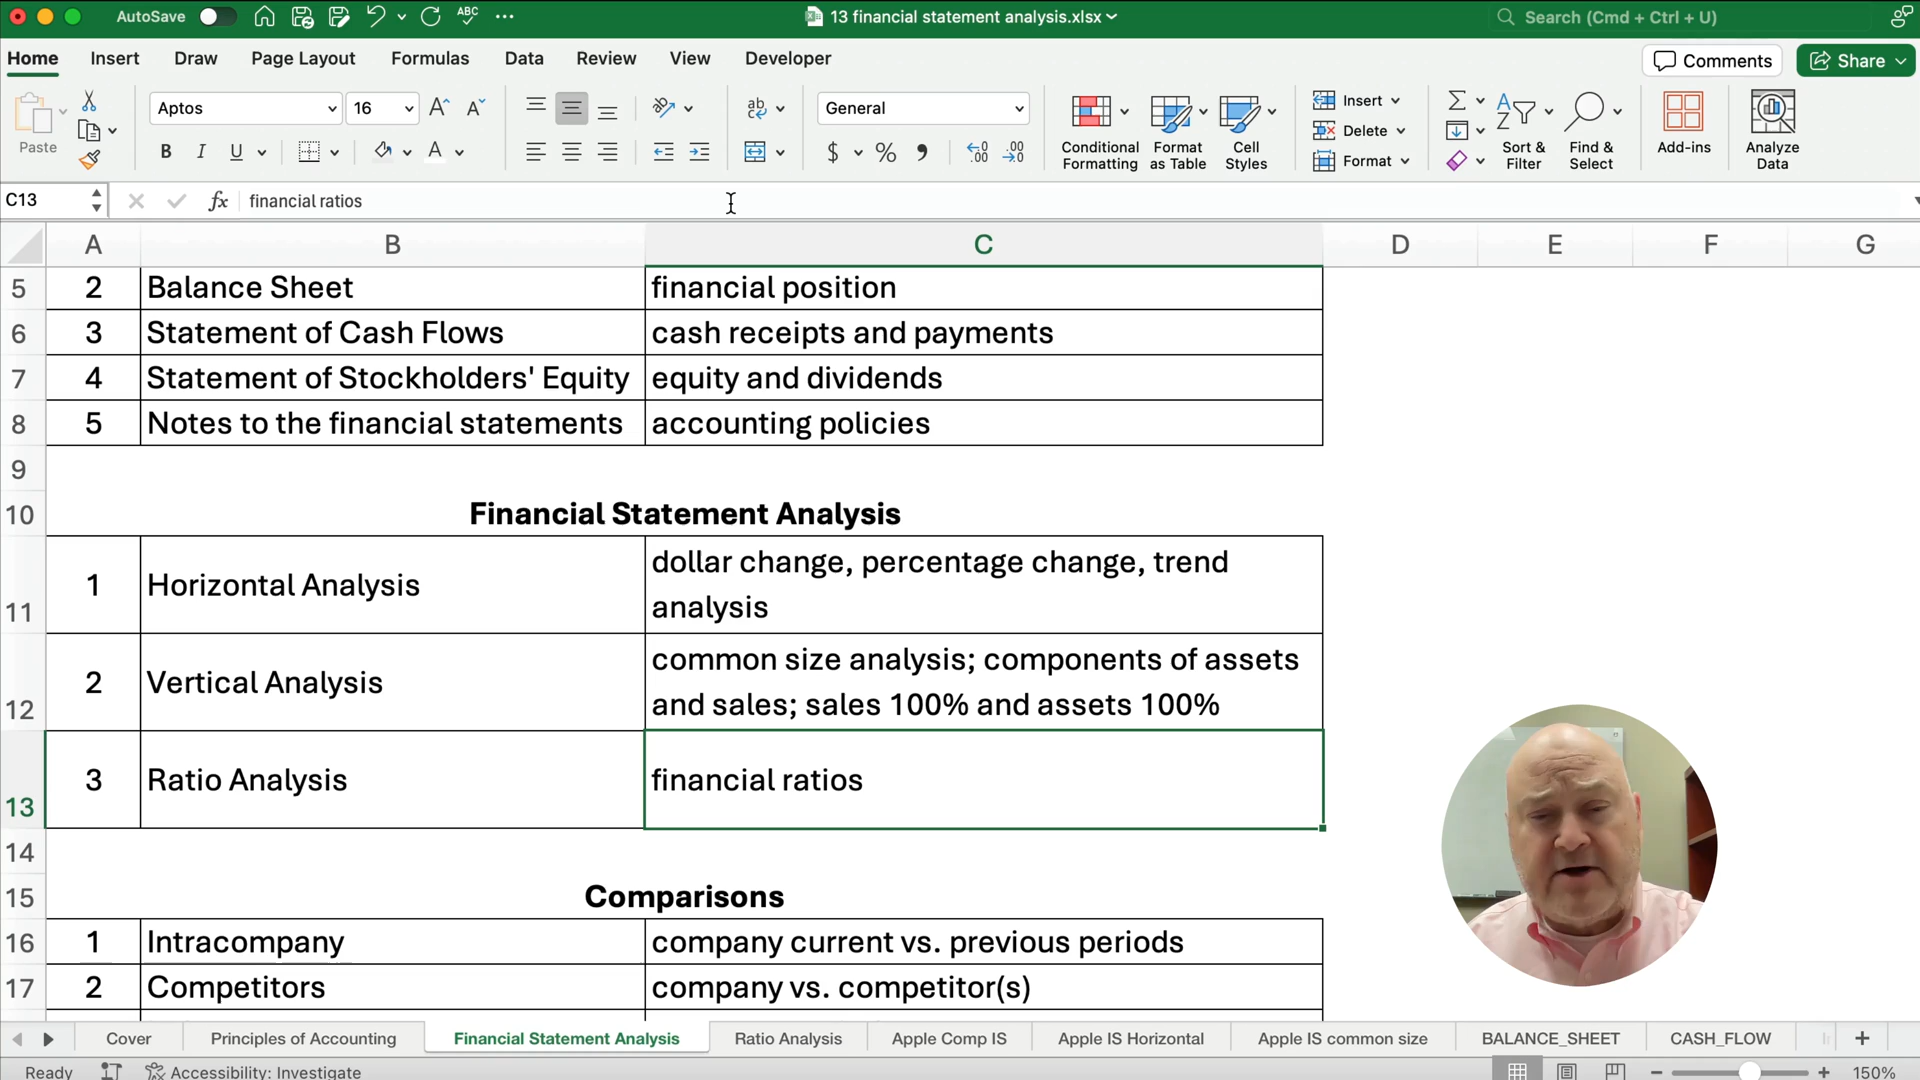 AutoSave
ABC
13 financial statement analysis.xlsx
Search (Cmd + Ctrl + U)
Home Insert Draw Page Layout Formulas Data Review View Developer
Comments
Share
Paste
Aptos
16
A A
ab
General
Conditional Formatting
Format as Table
Cell Styles
Insert
Delete
Format
Sort & Filter
Find & Select
Add-ins
Analyze Data
B I U A
$ % 9 .00 .00
C13
fx financial ratios
A B C D E F G
5 2 Balance Sheet financial position
6 3 Statement of Cash Flows cash receipts and payments
7 4 Statement of Stockholders' Equity equity and dividends
8 5 Notes to the financial statements accounting policies
9
10 Financial Statement Analysis
11 1 Horizontal Analysis dollar change, percentage change, trend
analysis
12 2 Vertical Analysis common size analysis; components of assets
and sales; sales 100% and assets 100%
13 3 Ratio Analysis financial ratios
14
15 Comparisons
16 1 Intracompany company current vs. previous periods
17 2 Competitors company vs. competitor(s)
Cover Principles of Accounting Financial Statement Analysis Ratio Analysis Apple Comp IS Apple IS Horizontal Apple IS common size BALANCE_SHEET CASH_FLOW
Ready Accessibility: Investigate 150%